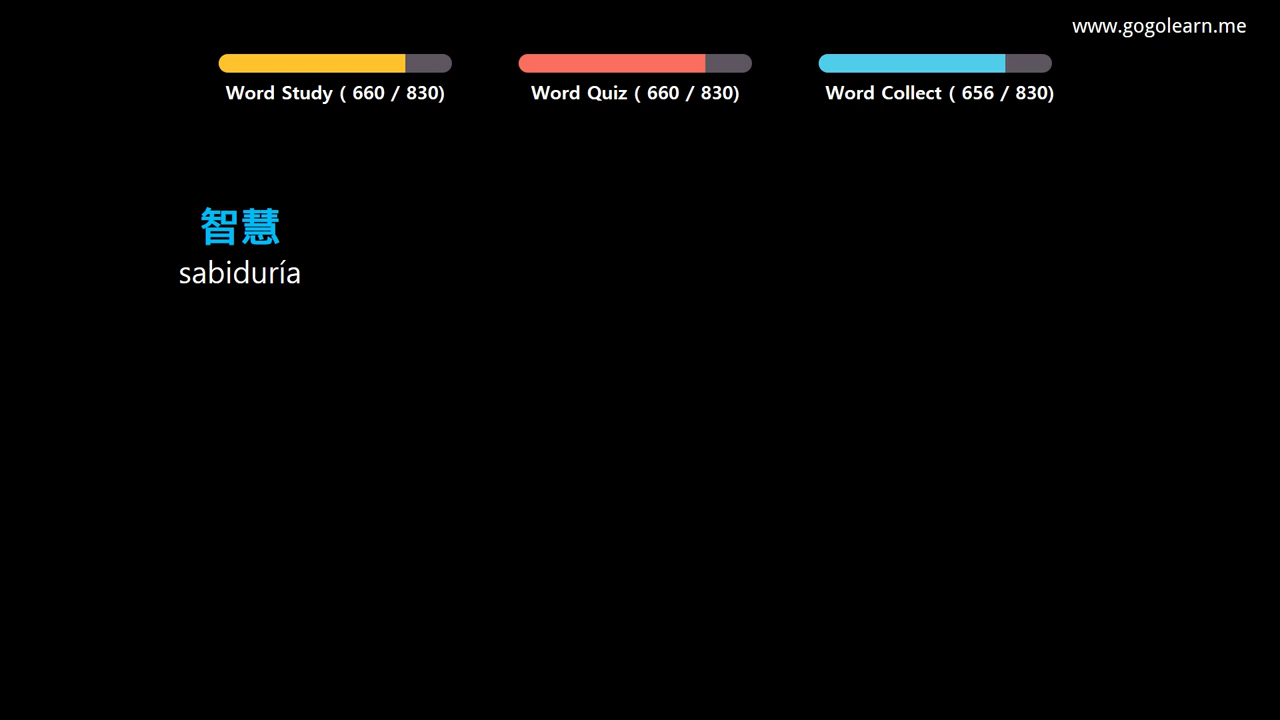 www.gogolearn.me
Word Study ( 660 / 830)
Word Quiz ( 660 / 830)
Word Collect ( 656 / 830)
智慧
sabiduría